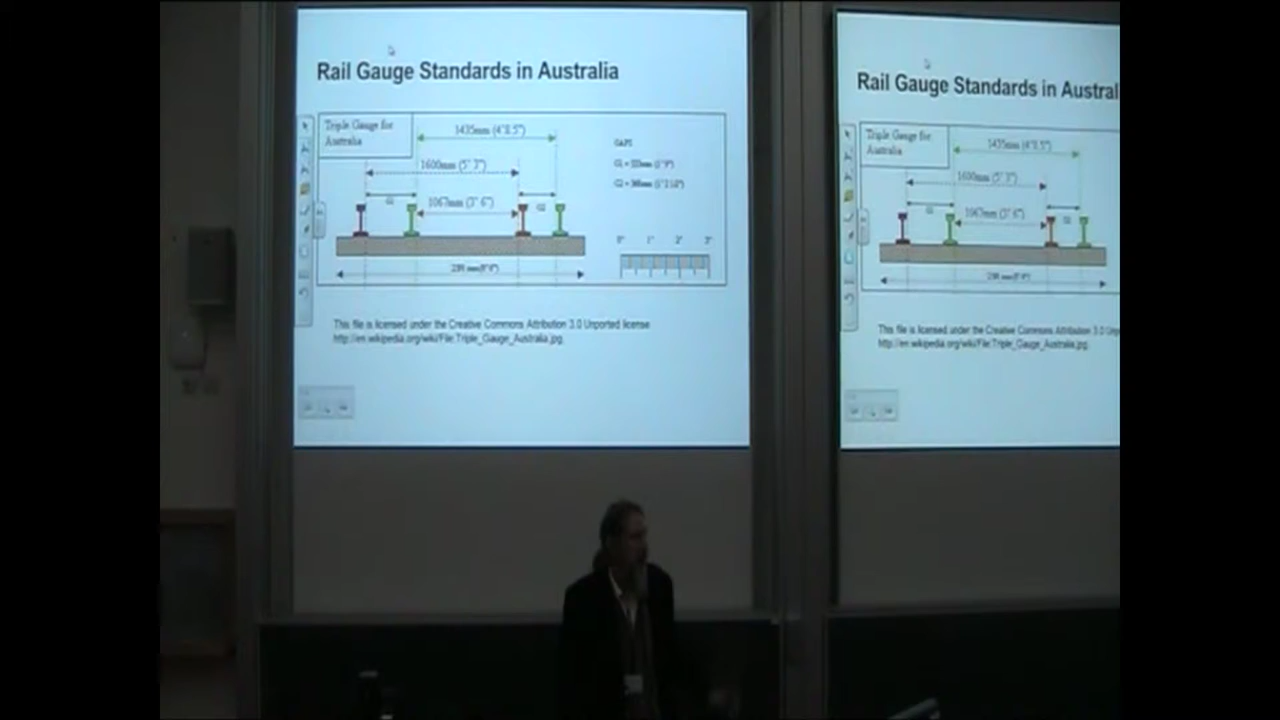 Rail Gauge Standards in Australia
Triple Gauge for
Australia
1435mm (4'8.5")
1600mm (5' 3")
1067mm (3' 6")
GAPS
0" 1" 2" 3"
This file is licensed under the Creative Commons Attribution 3.0 Unported license
http://en.wikipedia.org/wiki/File:Triple_Gauge_Australia.jpg
Rail Gauge Standards in Austral
Triple Gauge for
Australia
1435mm (4'8.5")
1600mm (5' 3")
1067mm (3' 6")
This file is licensed under the Creative Commons Attribution 3.0 Unp
http://en.wikipedia.org/wiki/File:Triple_Gauge_Australia.jpg